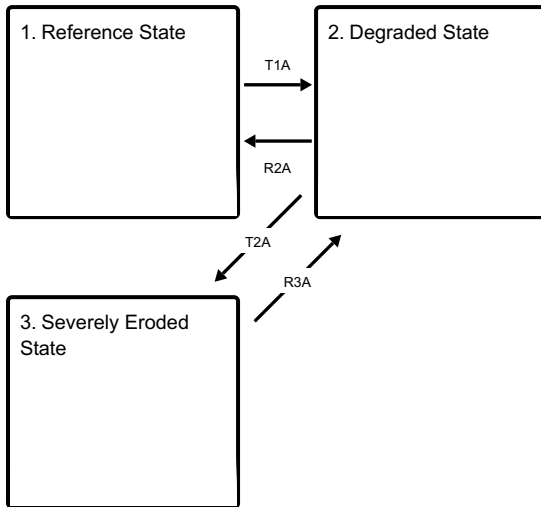 1. Reference State
2. Degraded State
T1A
R2A
T2A
R3A
3. Severely Eroded
State